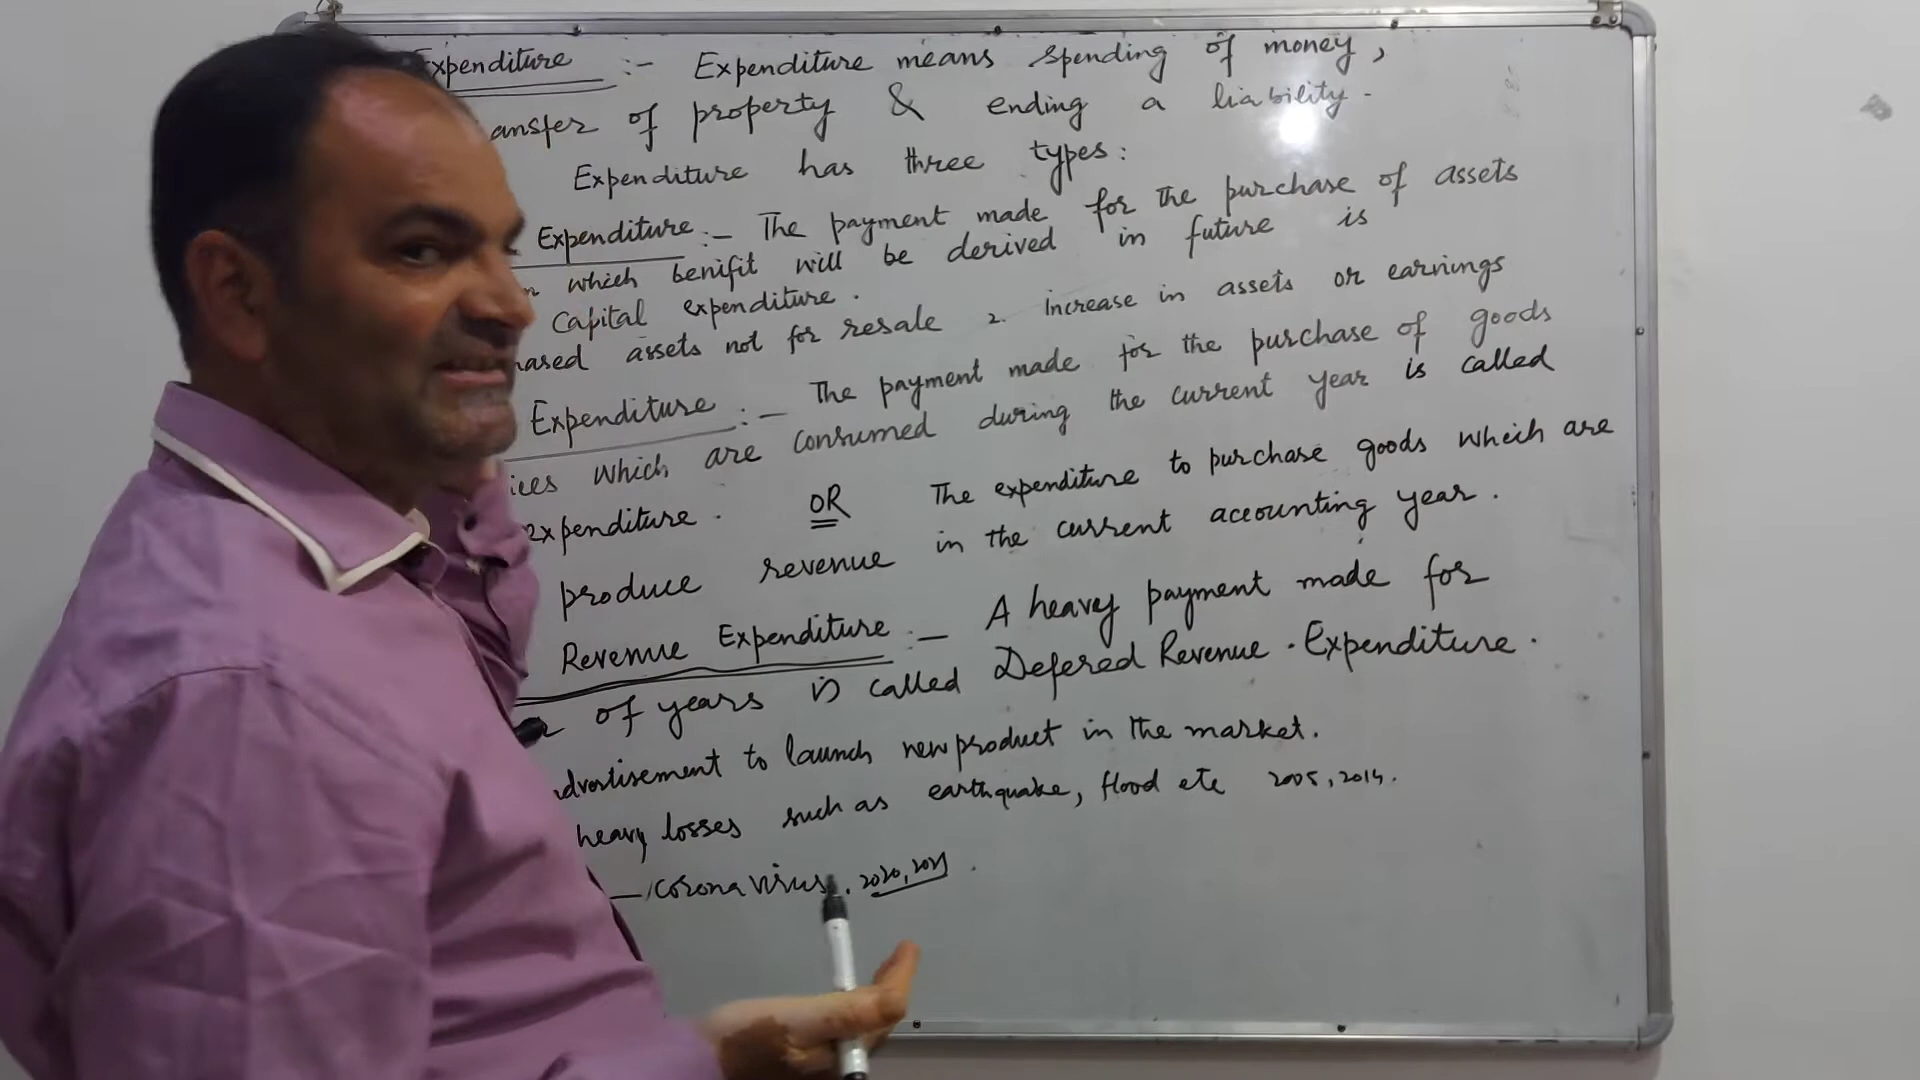 Expenditure :- Expenditure means spending of money,
ansfer of property & ending a liability.
Expenditure has three types:
Expenditure:- The payment made for the purchase of assets
which benifit will be derived in future is
Capital expenditure.
hased assets not for resale 2. increase in assets or earnings
Expenditure :- The payment made for the purchase of goods
ices which are consumed during the current year is called
expenditure. OR The expenditure to purchase goods which are
produce revenue in the current accounting year.
Revenue Expenditure :- A heavy payment made for
of years is called Defered Revenue. Expenditure.
advertisement to launch new product in the market.
heavy losses such as earthquake, flood etc 2005, 2014.
— Corona virus, 2020, 2021.